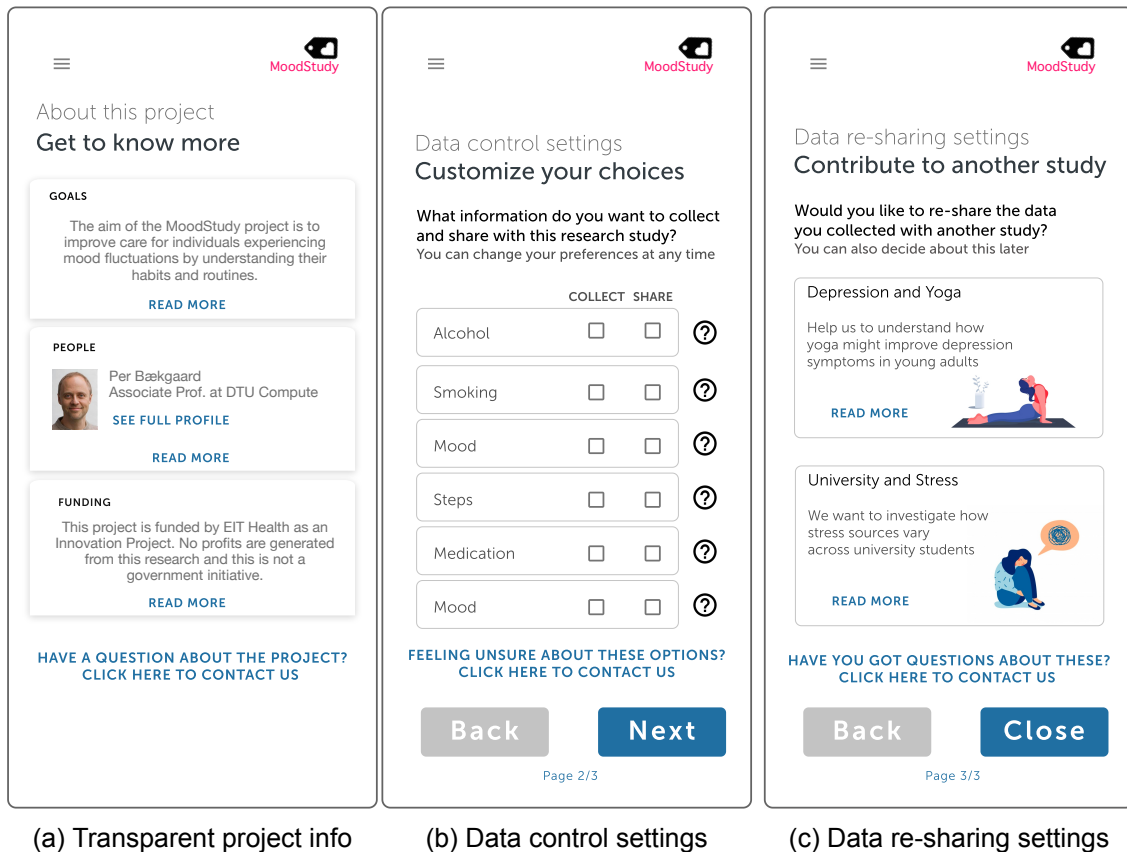 MoodStudy
About this project
Get to know more
GOALS
The aim of the MoodStudy project is to
improve care for individuals experiencing
mood fluctuations by understanding their
habits and routines.
READ MORE
PEOPLE
Per Bækgaard
Associate Prof. at DTU Compute
SEE FULL PROFILE
READ MORE
FUNDING
This project is funded by EIT Health as an
Innovation Project. No profits are generated
from this research and this is not a
government initiative.
READ MORE
HAVE A QUESTION ABOUT THE PROJECT?
CLICK HERE TO CONTACT US
(a) Transparent project info
MoodStudy
Data control settings
Customize your choices
What information do you want to collect
and share with this research study?
You can change your preferences at any time
COLLECT SHARE
Alcohol ?
Smoking ?
Mood ?
Steps ?
Medication ?
Mood ?
FEELING UNSURE ABOUT THESE OPTIONS?
CLICK HERE TO CONTACT US
Back Next
Page 2/3
(b) Data control settings
MoodStudy
Data re-sharing settings
Contribute to another study
Would you like to re-share the data
you collected with another study?
You can also decide about this later
Depression and Yoga
Help us to understand how
yoga might improve depression
symptoms in young adults
READ MORE
University and Stress
We want to investigate how
stress sources vary
across university students
READ MORE
HAVE YOU GOT QUESTIONS ABOUT THESE?
CLICK HERE TO CONTACT US
Back Close
Page 3/3
(c) Data re-sharing settings